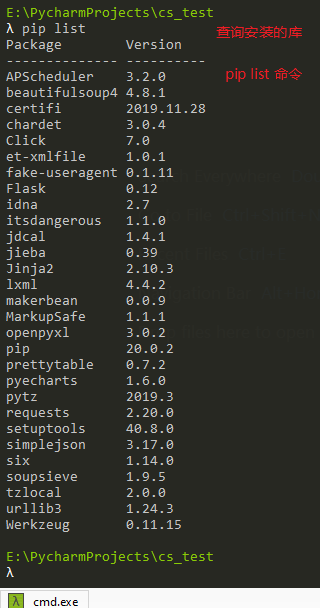 E:\PycharmProjects\cs_test
λ pip list
查询安装的库
Package Version
-------------- ----------
pip list 命令
APScheduler 3.2.0
beautifulsoup4 4.8.1
certifi 2019.11.28
chardet 3.0.4
Click 7.0
et-xmlfile 1.0.1
fake-useragent 0.1.11
Flask 0.12
idna 2.7
itsdangerous 1.1.0
jdcal 1.4.1
jieba 0.39
Jinja2 2.10.3
lxml 4.4.2
makerbean 0.0.9
MarkupSafe 1.1.1
openpyxl 3.0.2
pip 20.0.2
prettytable 0.7.2
pyecharts 1.6.0
pytz 2019.3
requests 2.20.0
setuptools 40.8.0
simplejson 3.17.0
six 1.14.0
soupsieve 1.9.5
tzlocal 2.0.0
urllib3 1.24.3
Werkzeug 0.11.15
E:\PycharmProjects\cs_test
λ
λ cmd.exe